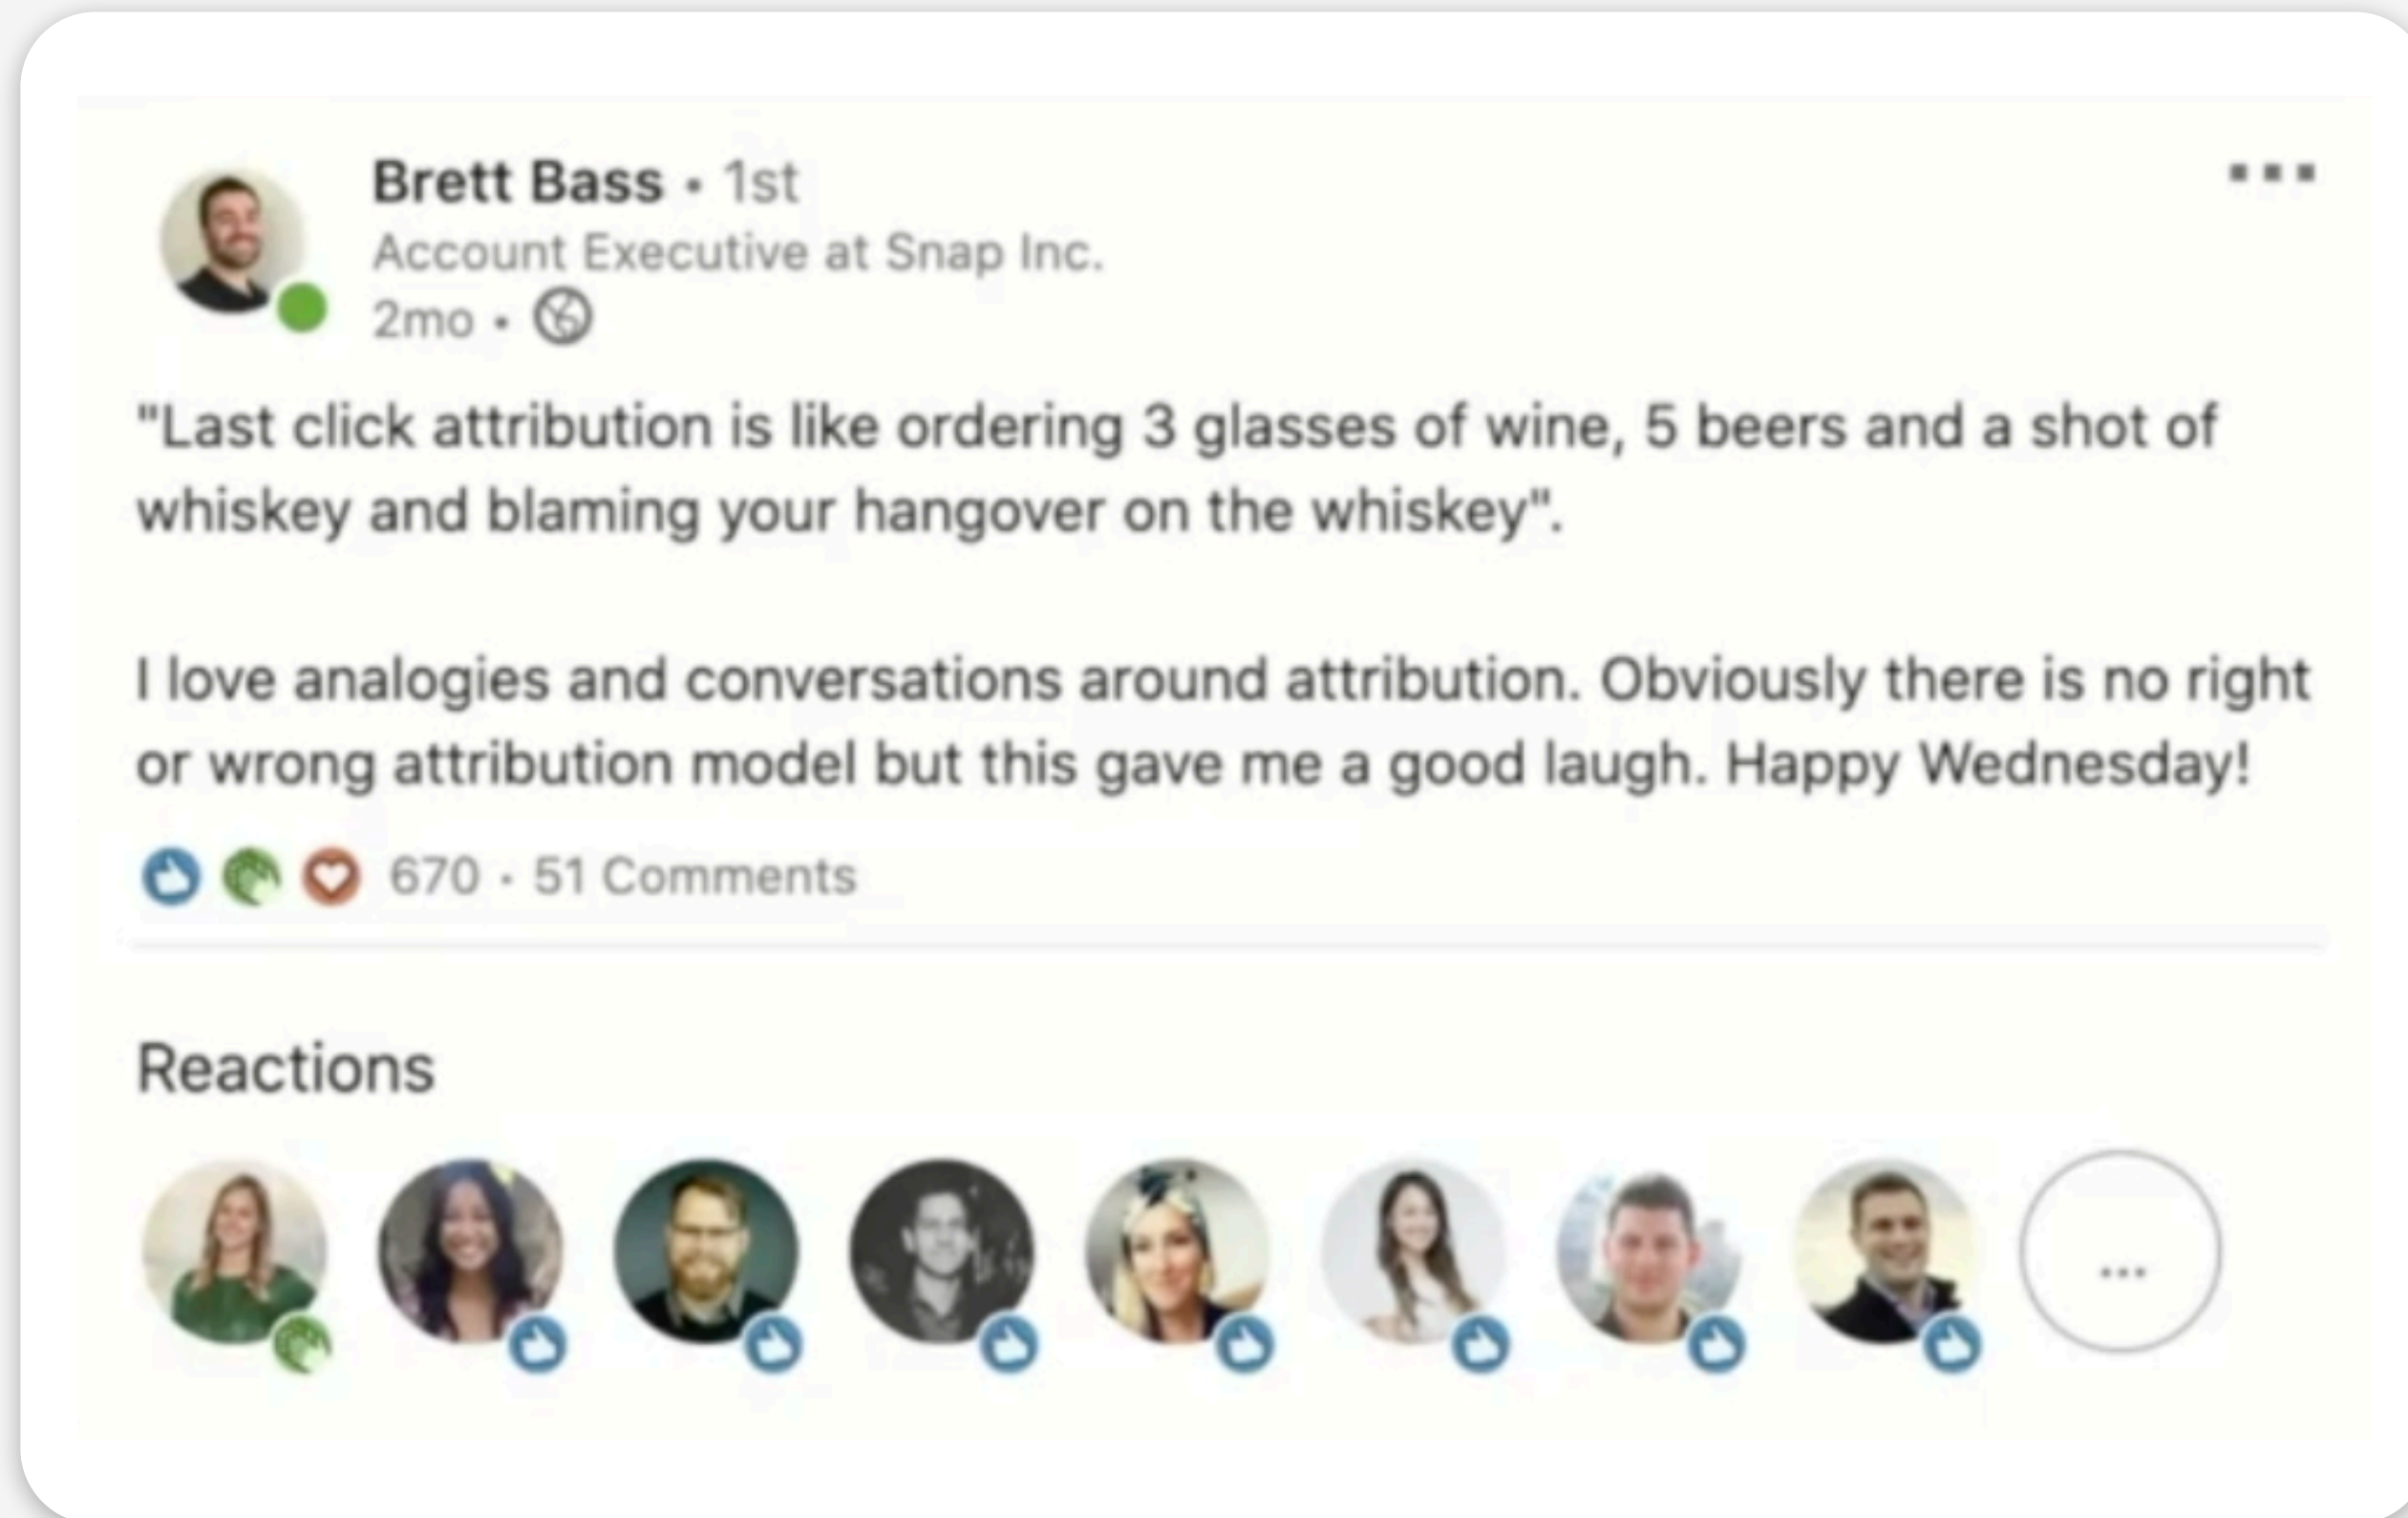 Brett Bass • 1st
Account Executive at Snap Inc.
2mo •
"Last click attribution is like ordering 3 glasses of wine, 5 beers and a shot of
whiskey and blaming your hangover on the whiskey".
I love analogies and conversations around attribution. Obviously there is no right
or wrong attribution model but this gave me a good laugh. Happy Wednesday!
670 · 51 Comments
Reactions